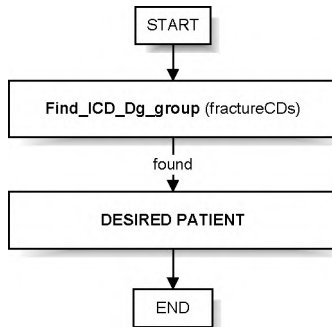 START
Find_ICD_Dg_group (fractureCDs)
found
DESIRED PATIENT
END